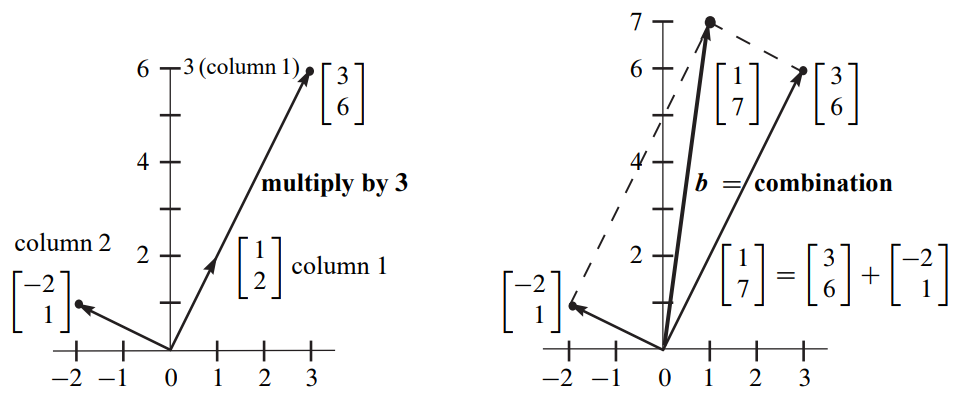 6 3 (column 1) [3 6]
4
multiply by 3
column 2
2
[−2 1]
[1 2] column 1
−2 −1 0 1 2 3
7
6
[1 7] [3 6]
4
b = combination
2
[−2 1]
[1 7] = [3 6] + [−2 1]
−2 −1 0 1 2 3